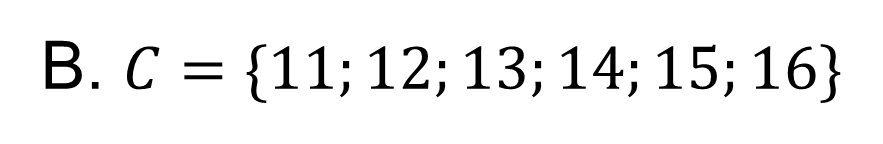 B. C = {11; 12; 13; 14; 15; 16}